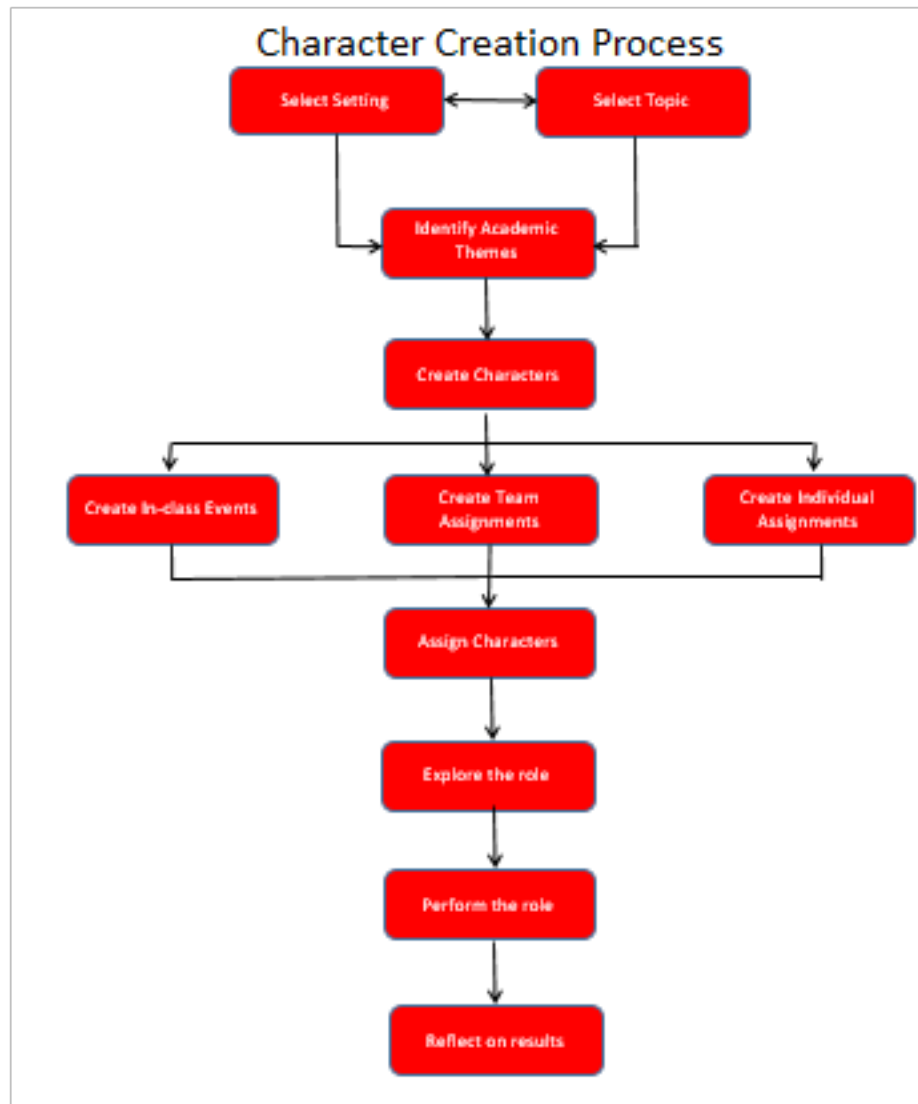 Character Creation Process
Select Setting
Select Topic
Identify Academic
Themes
Create Characters
Create In-class Events
Create Team
Assignments
Create Individual
Assignments
Assign Characters
Explore the role
Perform the role
Reflect on results